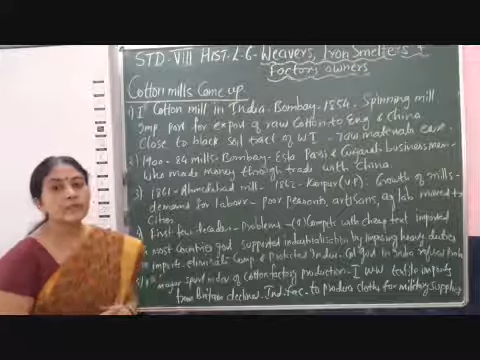 STD. VIII HIST. L-6- Weavers, Iron Smelters &
Factory owners
Cotton mills Come up.
1) I Cotton mill in India. Bombay. 1854. Spinning mill
Imp port for export of raw Cotton to Eng & China
Close to black soil tract of W I. - raw materials
2) 1900 - 84 mills - Bombay - Parsi & Gujarati business men
who made money through trade with China.
3) 1861 - Ahmedabad mill - 1862 - Kanpur (U.P.) Growth of mills -
demand for labour - poor peasants, artisans, ag lab moved to
Cities
First few decades - Problems - (a) Compete with cheap text imported
most Countries govt supported industrialisation by imposing heavy duties
imports - eliminate Comp & protected Indus - Col govt in India refused
major spurt in dev of Cotton factory production - I WW textile imports
from Britain declined - Ind. fac. to produce cloths for military supply